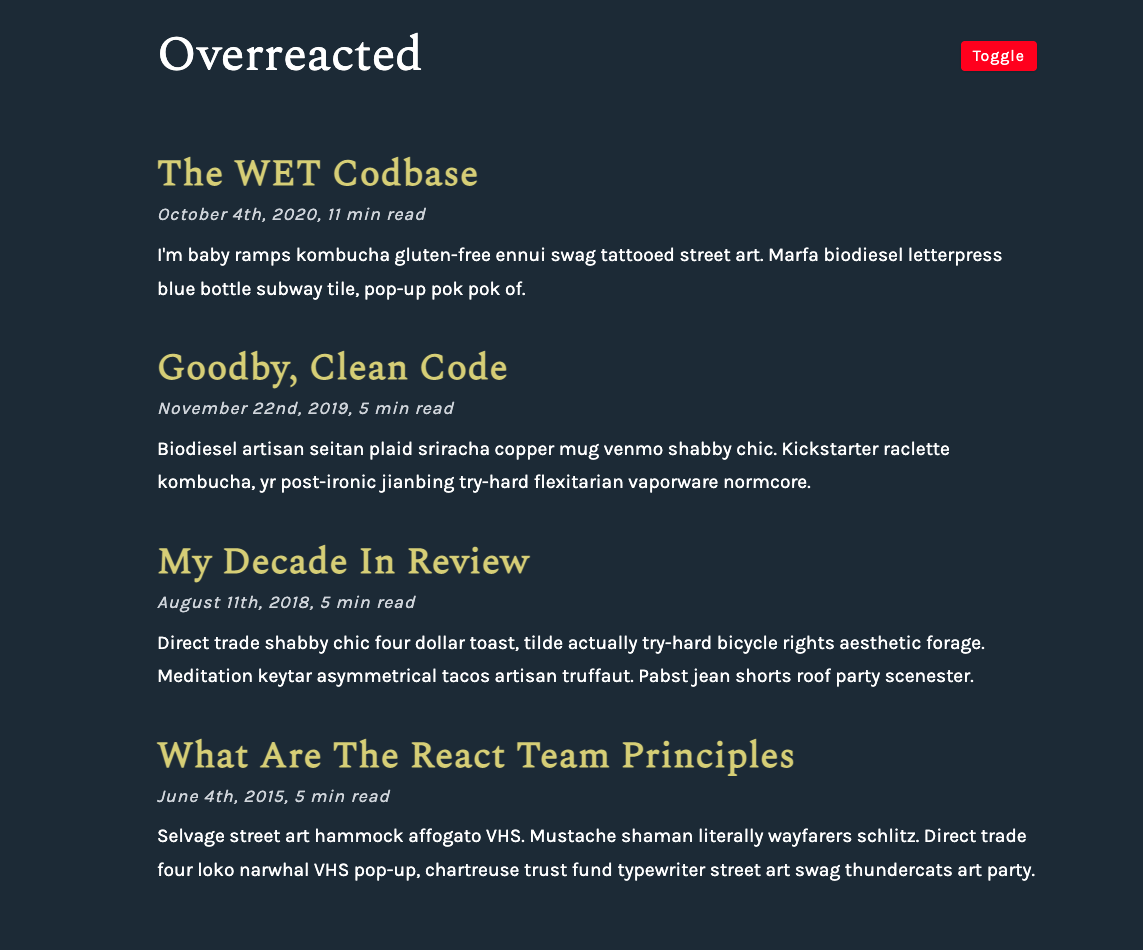 Overreacted
Toggle
The WET Codbase
October 4th, 2020, 11 min read
I'm baby ramps kombucha gluten-free ennui swag tattooed street art. Marfa biodiesel letterpress
blue bottle subway tile, pop-up pok pok of.
Goodby, Clean Code
November 22nd, 2019, 5 min read
Biodiesel artisan seitan plaid sriracha copper mug venmo shabby chic. Kickstarter raclette
kombucha, yr post-ironic jianbing try-hard flexitarian vaporware normcore.
My Decade In Review
August 11th, 2018, 5 min read
Direct trade shabby chic four dollar toast, tilde actually try-hard bicycle rights aesthetic forage.
Meditation keytar asymmetrical tacos artisan truffaut. Pabst jean shorts roof party scenester.
What Are The React Team Principles
June 4th, 2015, 5 min read
Selvage street art hammock affogato VHS. Mustache shaman literally wayfarers schlitz. Direct trade
four loko narwhal VHS pop-up, chartreuse trust fund typewriter street art swag thundercats art party.